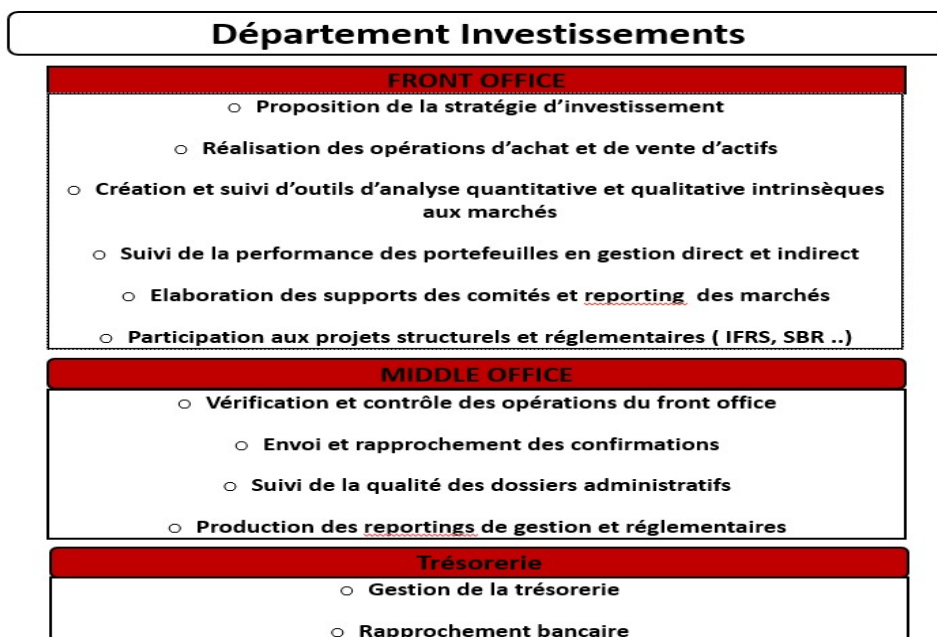 Département Investissements
FRONT OFFICE
○ Proposition de la stratégie d’investissement
○ Réalisation des opérations d’achat et de vente d’actifs
○ Création et suivi d’outils d’analyse quantitative et qualitative intrinsèques
aux marchés
○ Suivi de la performance des portefeuilles en gestion direct et indirect
○ Elaboration des supports des comités et reporting des marchés
○ Participation aux projets structurels et réglementaires ( IFRS, SBR ..)
MIDDLE OFFICE
○ Vérification et contrôle des opérations du front office
○ Envoi et rapprochement des confirmations
○ Suivi de la qualité des dossiers administratifs
○ Production des reportings de gestion et réglementaires
Trésorerie
○ Gestion de la trésorerie
○ Rapprochement bancaire